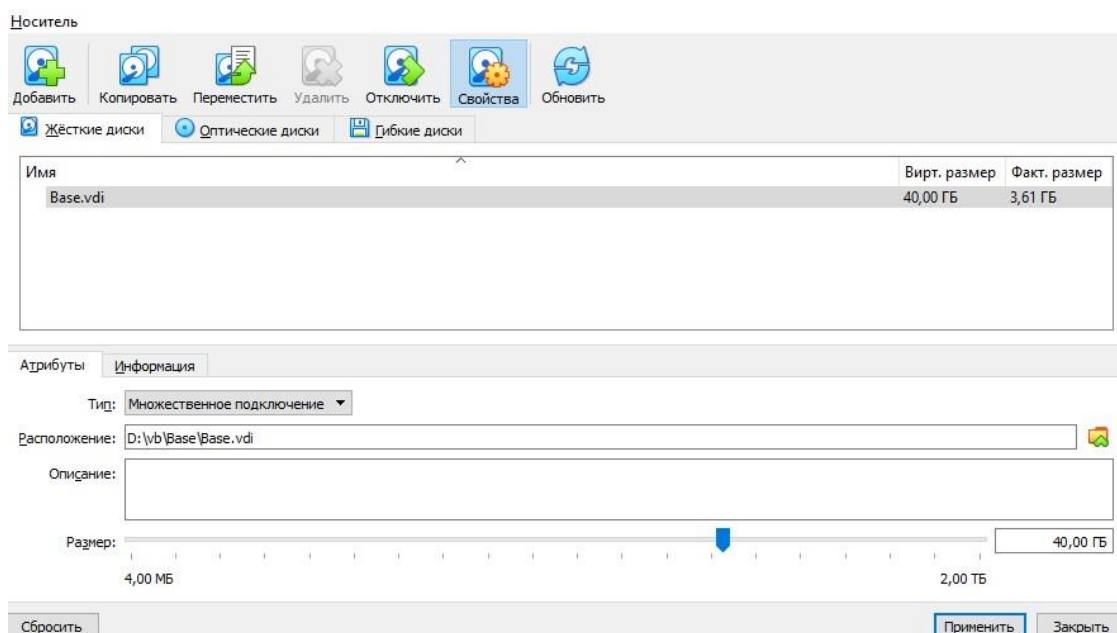 Носитель
Добавить Копировать Переместить Удалить Отключить Свойства Обновить
Жёсткие диски Оптические диски Гибкие диски
Имя Вирт. размер Факт. размер
Base.vdi 40,00 ГБ 3,61 ГБ
Атрибуты Информация
Тип: Множественное подключение
Расположение: D:\vb\Base\Base.vdi
Описание:
Размер: 40,00 ГБ
4,00 МБ 2,00 ТБ
Сбросить Применить Закрыть